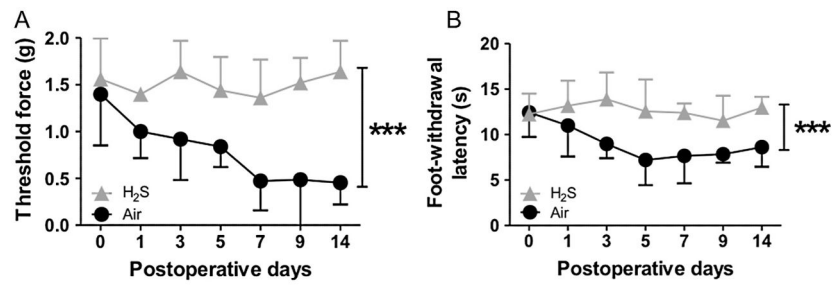 A
Threshold force (g)
2.0
1.5
1.0
0.5
0.0
H₂S
Air
0 1 3 5 7 9 14
Postoperative days
***
B
Foot-withdrawal
latency (s)
20
15
10
5
0
H₂S
Air
0 1 3 5 7 9 14
Postoperative days
***